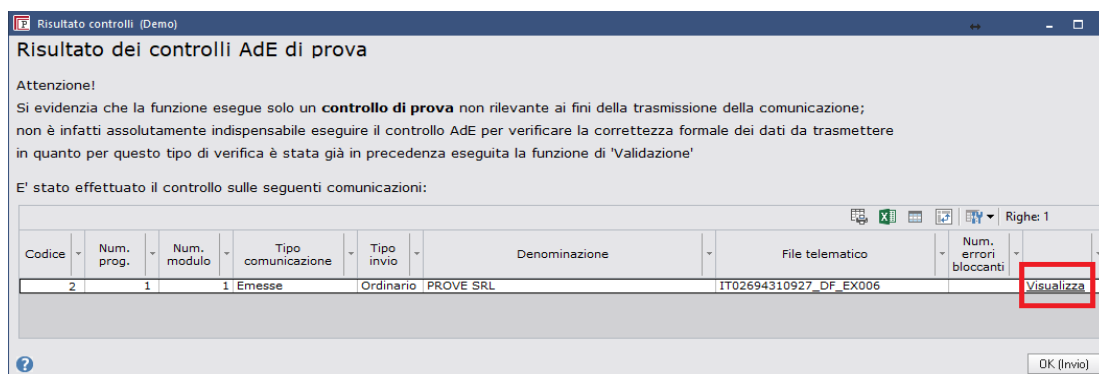 Risultato controlli (Demo)
Risultato dei controlli AdE di prova
Attenzione!
Si evidenzia che la funzione esegue solo un controllo di prova non rilevante ai fini della trasmissione della comunicazione;
non è infatti assolutamente indispensabile eseguire il controllo AdE per verificare la correttezza formale dei dati da trasmettere
in quanto per questo tipo di verifica è stata già in precedenza eseguita la funzione di 'Validazione'
E' stato effettuato il controllo sulle seguenti comunicazioni:
Righe: 1
Codice Num. prog. Num. modulo Tipo comunicazione Tipo invio Denominazione File telematico Num. errori bloccanti
2 1 1 Emesse Ordinario PROVE SRL IT02694310927_DF_EX006 Visualizza
OK (Invio)